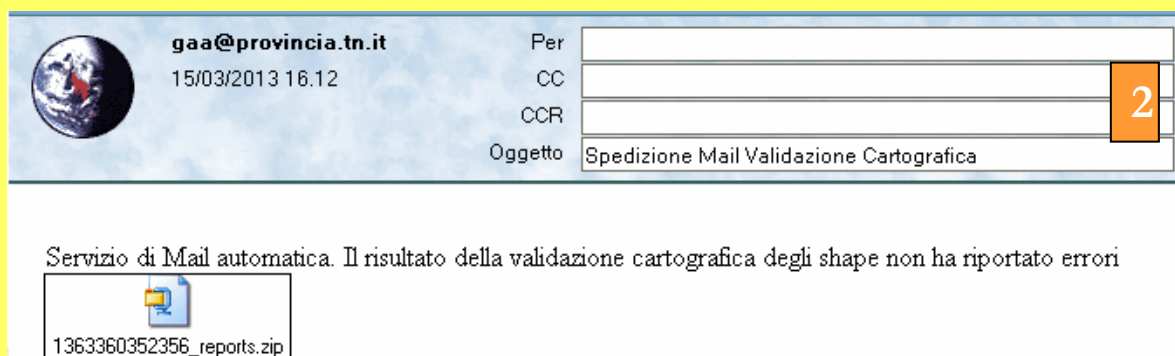 gaa@provincia.tn.it
15/03/2013 16.12
Per
CC
CCR
Oggetto
Spedizione Mail Validazione Cartografica
2
Servizio di Mail automatica. Il risultato della validazione cartografica degli shape non ha riportato errori
1363360352356_reports.zip